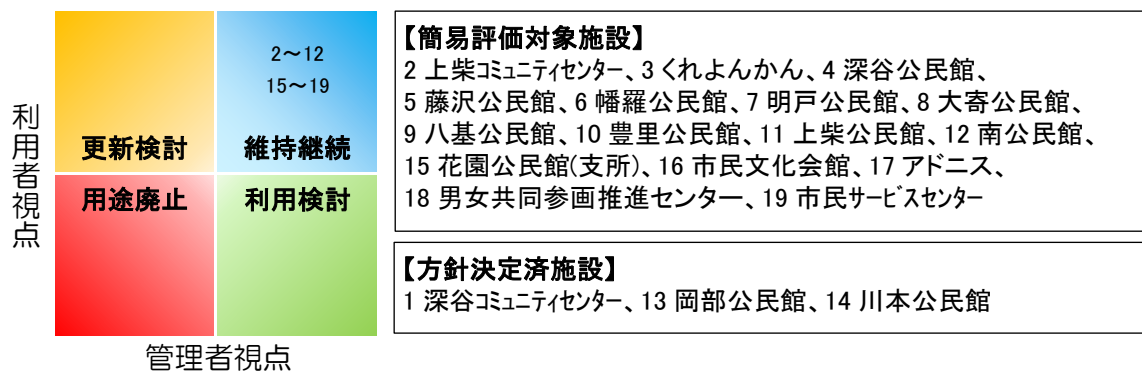 利用者視点
2～12
15～19
更新検討
維持継続
用途廃止
利用検討
管理者視点
【簡易評価対象施設】
2 上柴ｺﾐｭﾆﾃｨｾﾝﾀｰ、3 くれよんかん、4 深谷公民館、
5 藤沢公民館、6 幡羅公民館、7 明戸公民館、8 大寄公民館、
9 八基公民館、10 豊里公民館、11 上柴公民館、12 南公民館、
15 花園公民館(支所)、16 市民文化会館、17 アドニス、
18 男女共同参画推進センター、19 市民ｻｰﾋﾞｽｾﾝﾀｰ
【方針決定済施設】
1 深谷ｺﾐｭﾆﾃｨｾﾝﾀｰ、13 岡部公民館、14 川本公民館